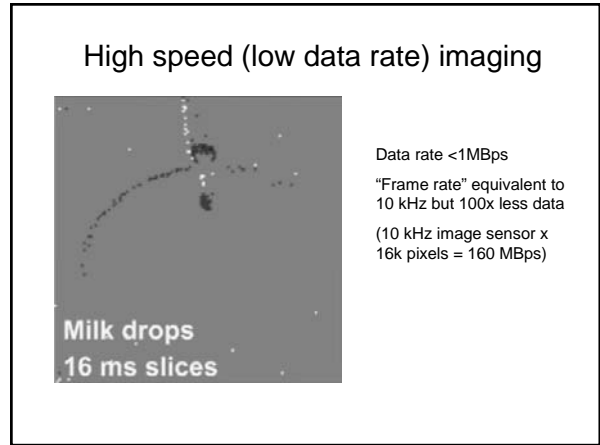 High speed (low data rate) imaging
Milk drops
16 ms slices
Data rate <1MBps
“Frame rate” equivalent to
10 kHz but 100x less data
(10 kHz image sensor x
16k pixels = 160 MBps)